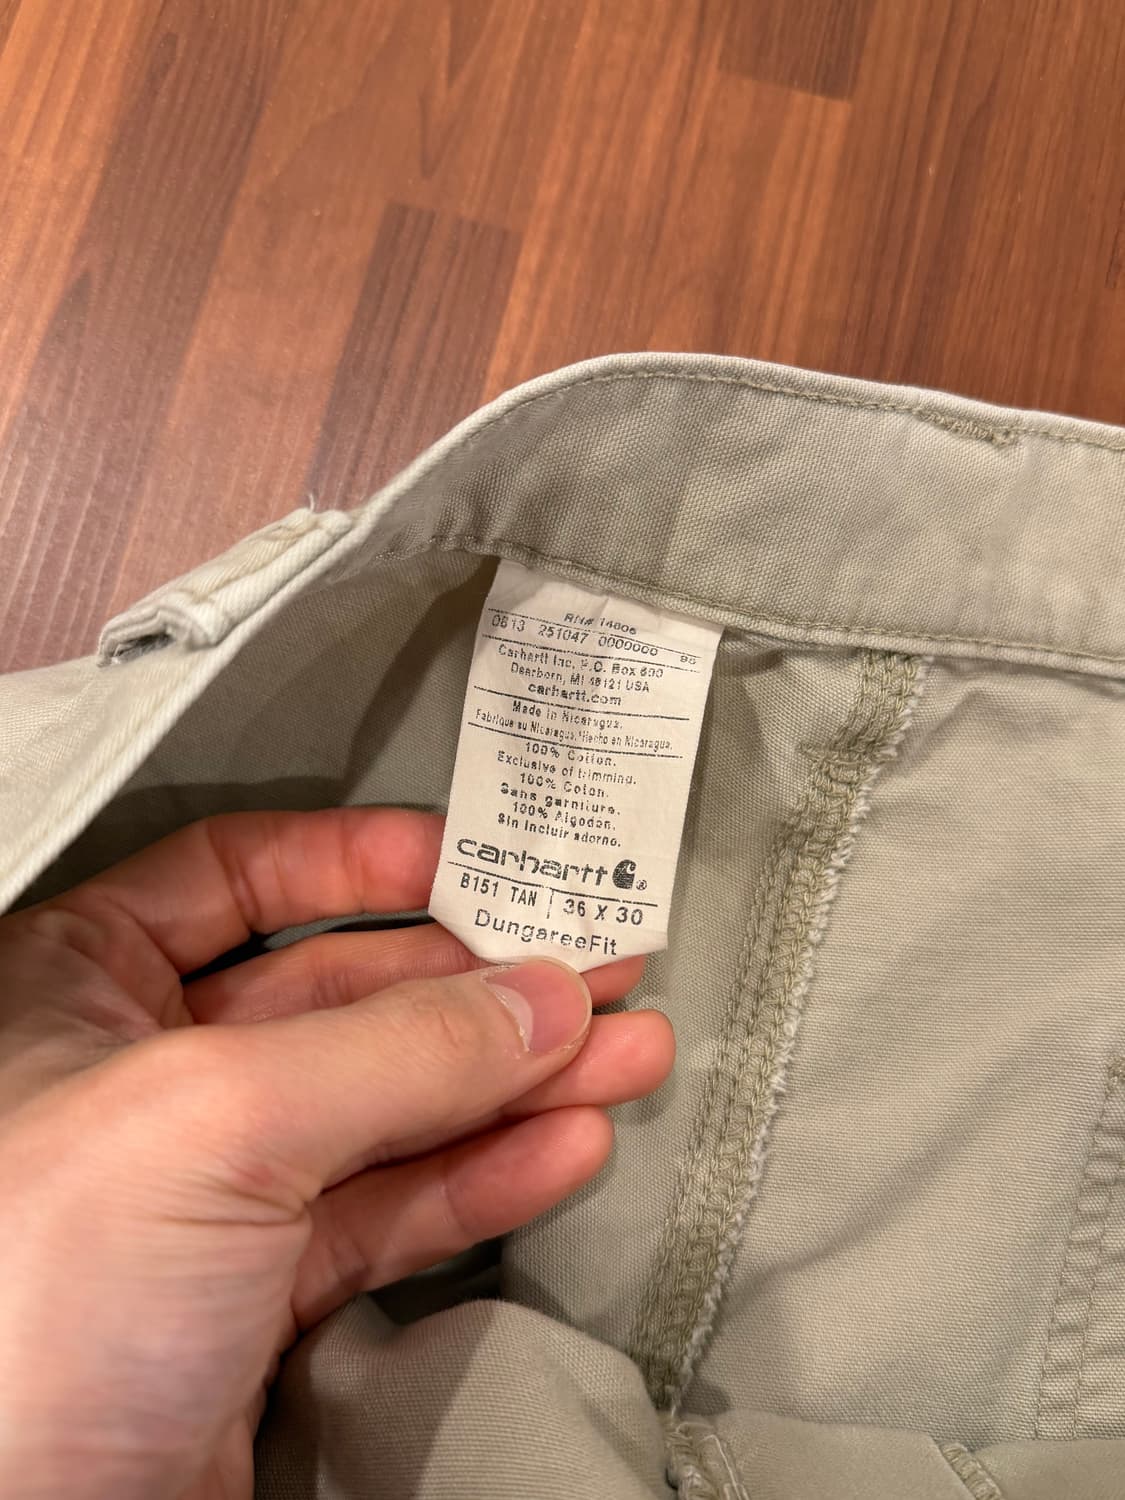 RN# 14806
0613 251047 0000000 98
Carhartt Inc, P.O. Box 600
Dearborn, MI 48121 USA
carhartt.com
Made in Nicaragua.
Fabriqué au Nicaragua. Hecho en Nicaragua.
100% Cotton.
Exclusive of trimming.
100% Coton.
Sans garniture.
100% Algodon.
Sin incluir adorno.
carhartt ®
B151 TAN | 36 X 30
DungareeFit